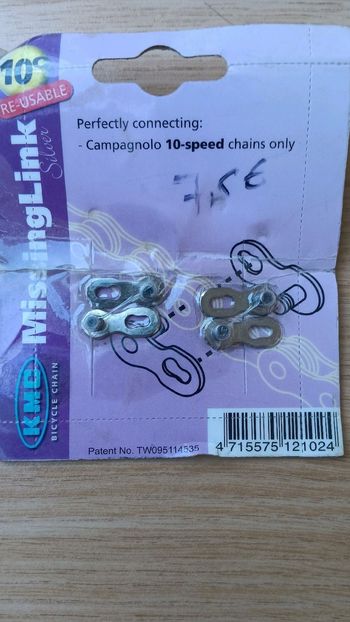 10s
RE-USABLE
Perfectly connecting:
- Campagnolo 10-speed chains only
7,5€
MissingLink
Silver
KMC
BICYCLE CHAIN
Patent No. TW095114535
4 715575 121024